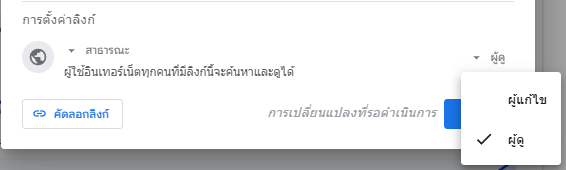 การตั้งค่าลิงก์
สาธารณะ
ผู้ดู
ผู้ใช้อินเทอร์เน็ตทุกคนที่มีลิงก์นี้จะค้นหาและดูได้
ผู้แก้ไข
คัดลอกลิงก์
การเปลี่ยนแปลงที่รอดำเนินการ
ผู้ดู